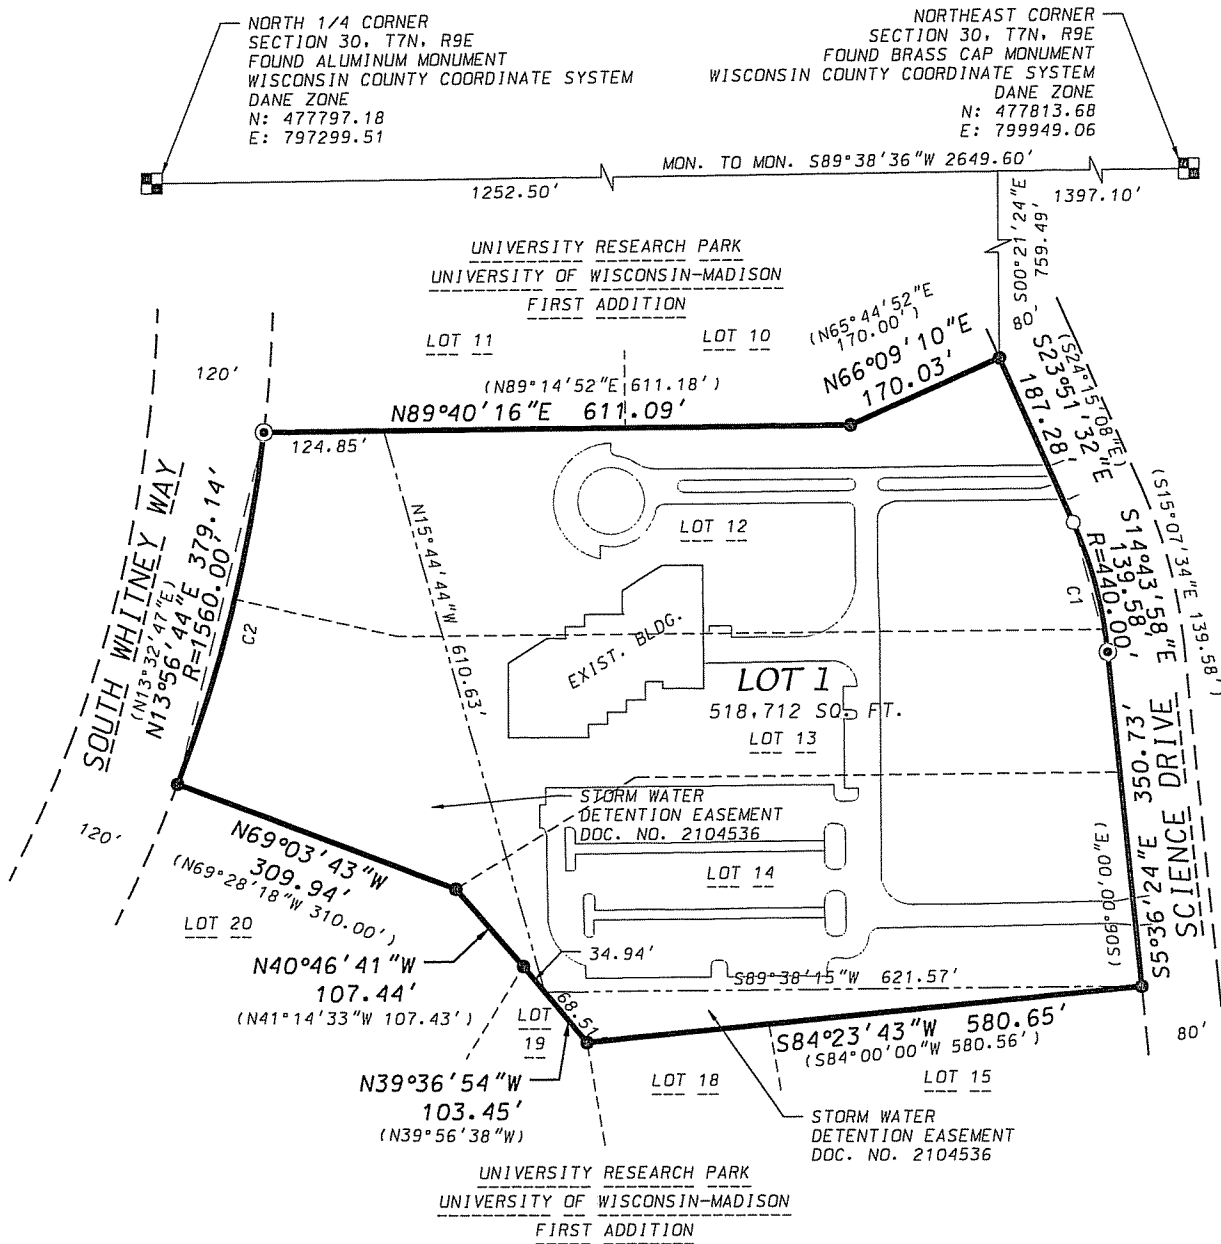 NORTH 1/4 CORNER
SECTION 30, T7N, R9E
FOUND ALUMINUM MONUMENT
WISCONSIN COUNTY COORDINATE SYSTEM
DANE ZONE
N: 477797.18
E: 797299.51
NORTHEAST CORNER
SECTION 30, T7N, R9E
FOUND BRASS CAP MONUMENT
WISCONSIN COUNTY COORDINATE SYSTEM
DANE ZONE
N: 477813.68
E: 799949.06
MON. TO MON. S89°38'36"W 2649.60'
1252.50'
1397.10'
S00°21'24"E
759.49'
UNIVERSITY RESEARCH PARK
UNIVERSITY OF WISCONSIN-MADISON
FIRST ADDITION
LOT 11
LOT 10
(N65°44'52"E
170.00')
N66°09'10"E
170.03'
80'
(S24°15'08"E)
S23°51'32"E
187.28'
120'
(N89°14'52"E 611.18')
N89°40'16"E 611.09'
124.85'
SOUTH WHITNEY WAY
(N13°32'47"E)
N13°56'44"E 379.14'
R=1560.00'
C2
N15°44'44"W 610.63'
LOT 12
EXIST. BLDG.
LOT 1
518,712 SQ. FT.
LOT 13
(S15°07'34"E 139.58')
S14°43'58"E
139.58'
R=440.00'
C1
SCIENCE DRIVE
S5°36'24"E 350.73'
(S06°00'00"E)
STORM WATER
DETENTION EASEMENT
DOC. NO. 2104536
LOT 14
120'
N69°03'43"W
309.94'
(N69°28'18"W 310.00')
LOT 20
N40°46'41"W
107.44'
(N41°14'33"W 107.43')
34.94'
68.51
S89°38'15"W 621.57'
LOT
19
S84°23'43"W 580.65'
(S84°00'00"W 580.56')
80'
N39°36'54"W
103.45'
(N39°56'38"W)
LOT 18
LOT 15
STORM WATER
DETENTION EASEMENT
DOC. NO. 2104536
UNIVERSITY RESEARCH PARK
UNIVERSITY OF WISCONSIN-MADISON
FIRST ADDITION